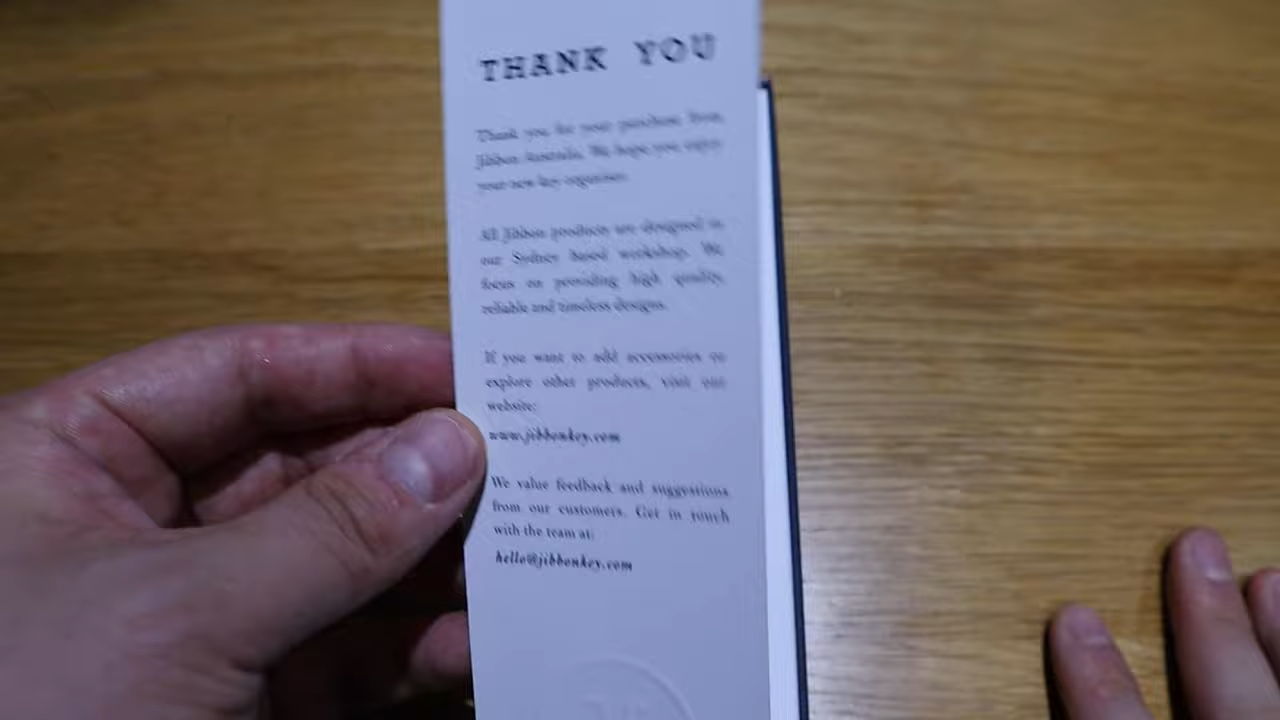 THANK YOU
Thank you for your purchase from
Jibbon Australia. We hope you enjoy
your new key organiser.
All Jibbon products are designed in
our Sydney based workshop. We
focus on providing high quality,
reliable and timeless designs.
If you want to add accessories or
explore other products, visit our
website:
www.jibbonkey.com
We value feedback and suggestions
from our customers. Get in touch
with the team at:
hello@jibbonkey.com